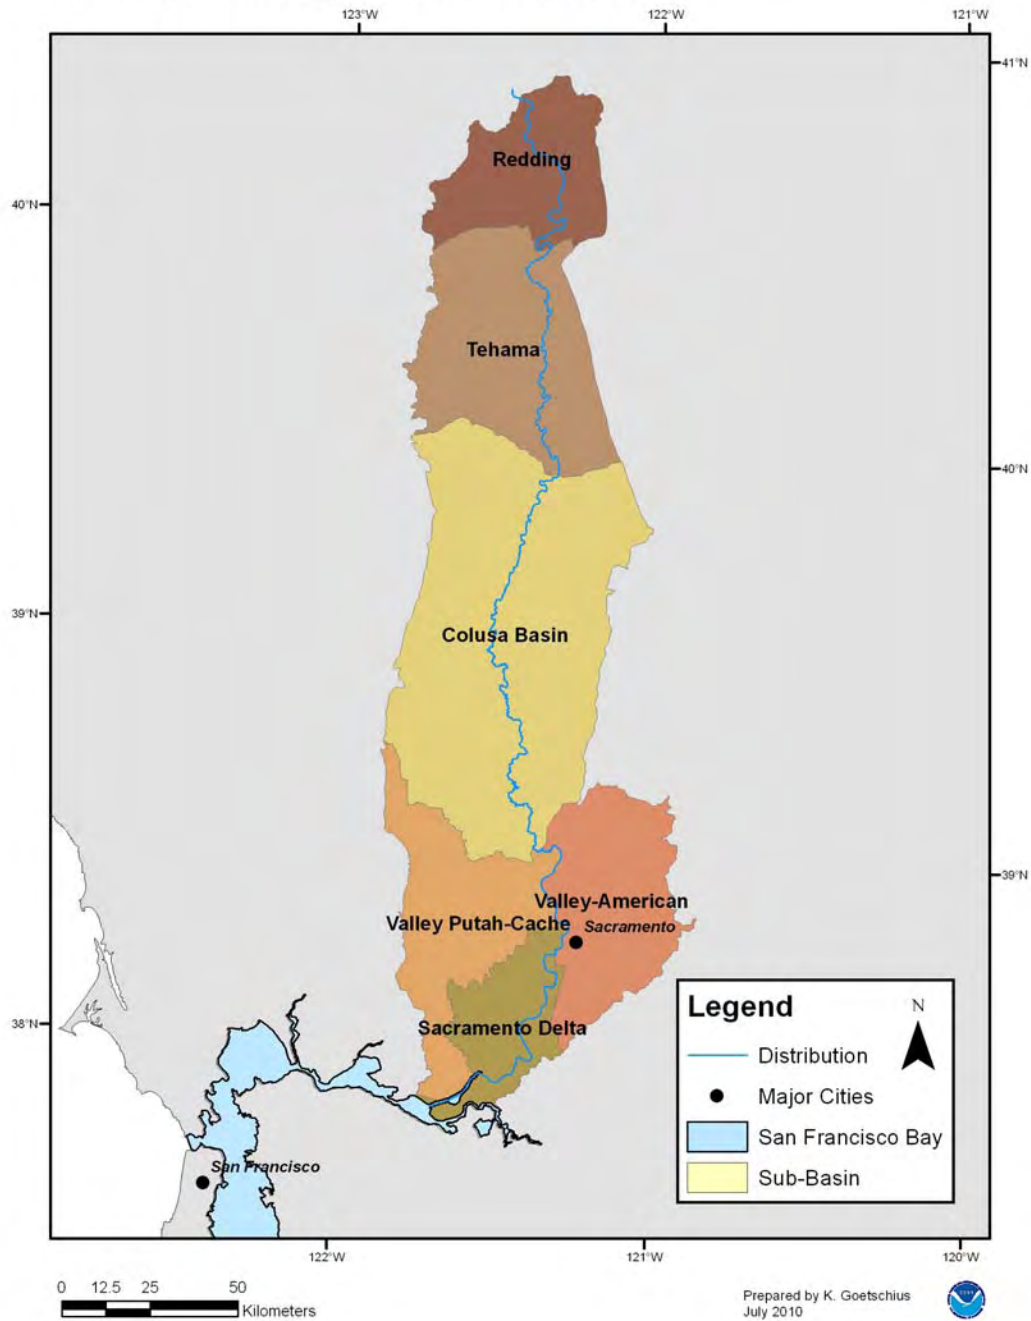 123°W 122°W 121°W
41°N
Redding
40°N
Tehama
40°N
39°N
Colusa Basin
39°N
Valley-American
Valley Putah-Cache Sacramento
38°N
Sacramento Delta
San Francisco
Legend
N
Distribution
Major Cities
San Francisco Bay
Sub-Basin
122°W 121°W 120°W
0 12.5 25 50
Kilometers
Prepared by K. Goetschius
July 2010